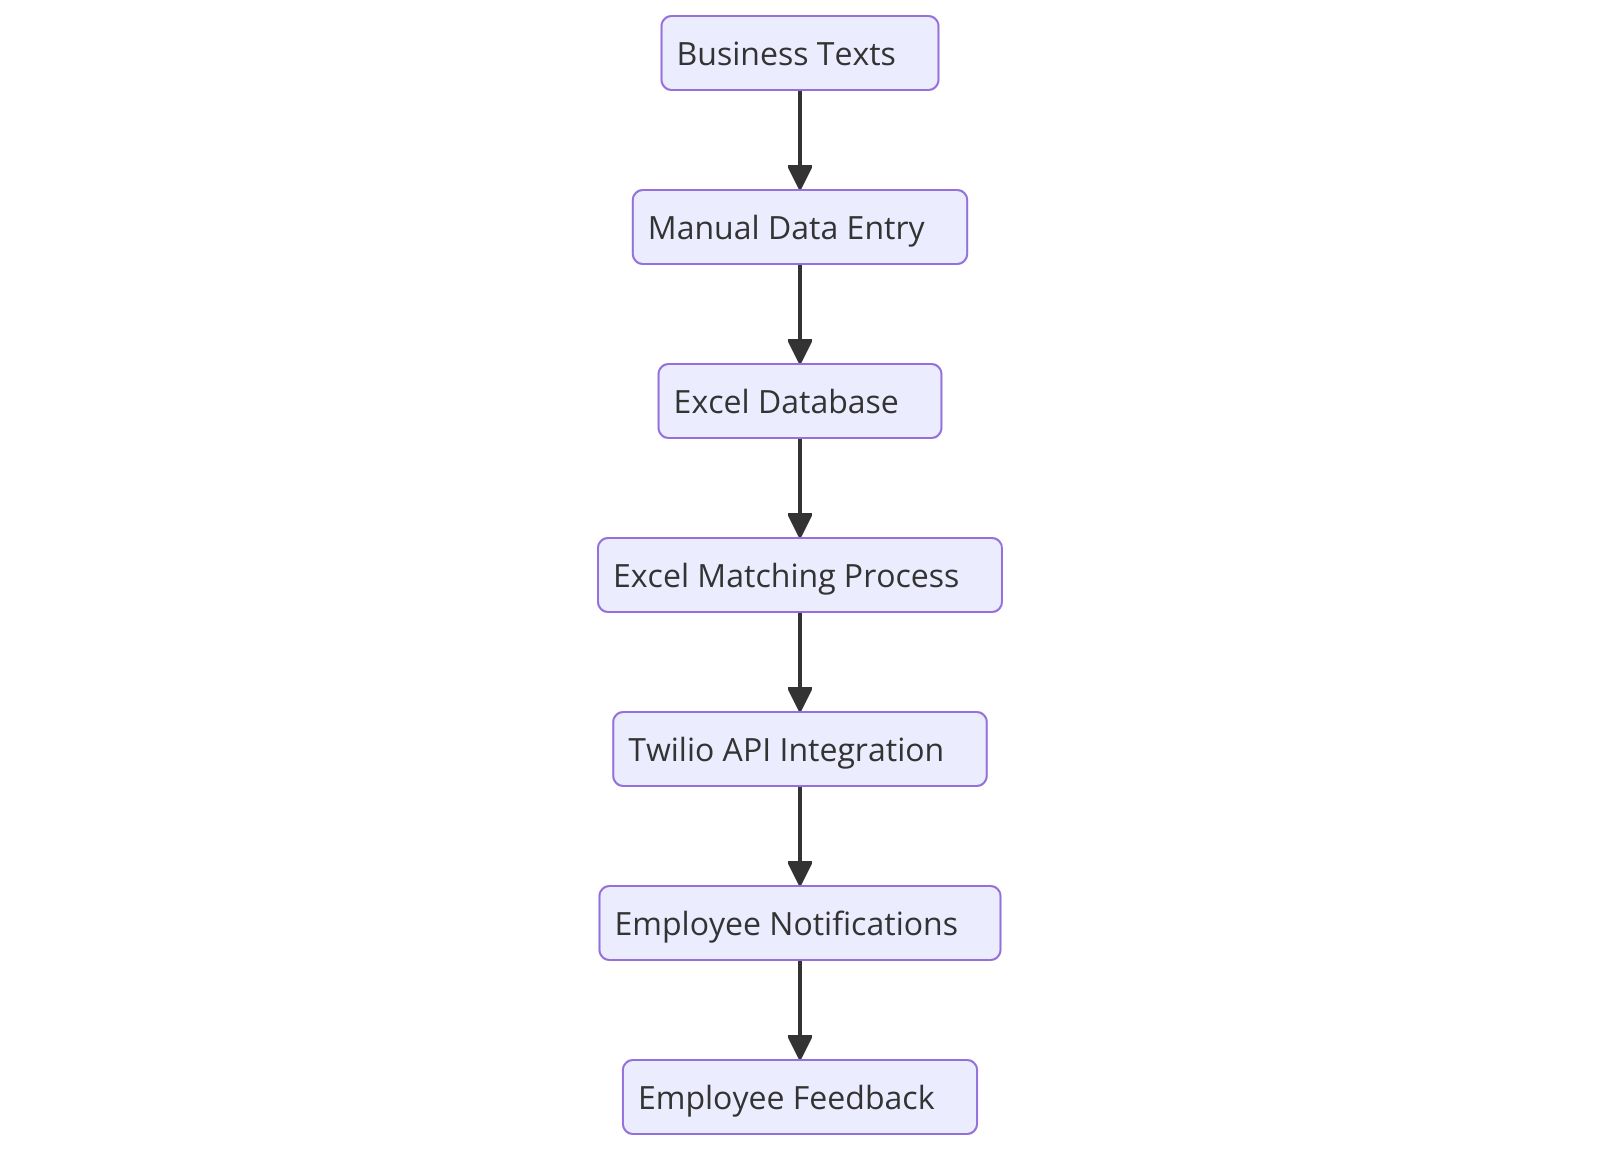 Business Texts
Manual Data Entry
Excel Database
Excel Matching Process
Twilio API Integration
Employee Notifications
Employee Feedback